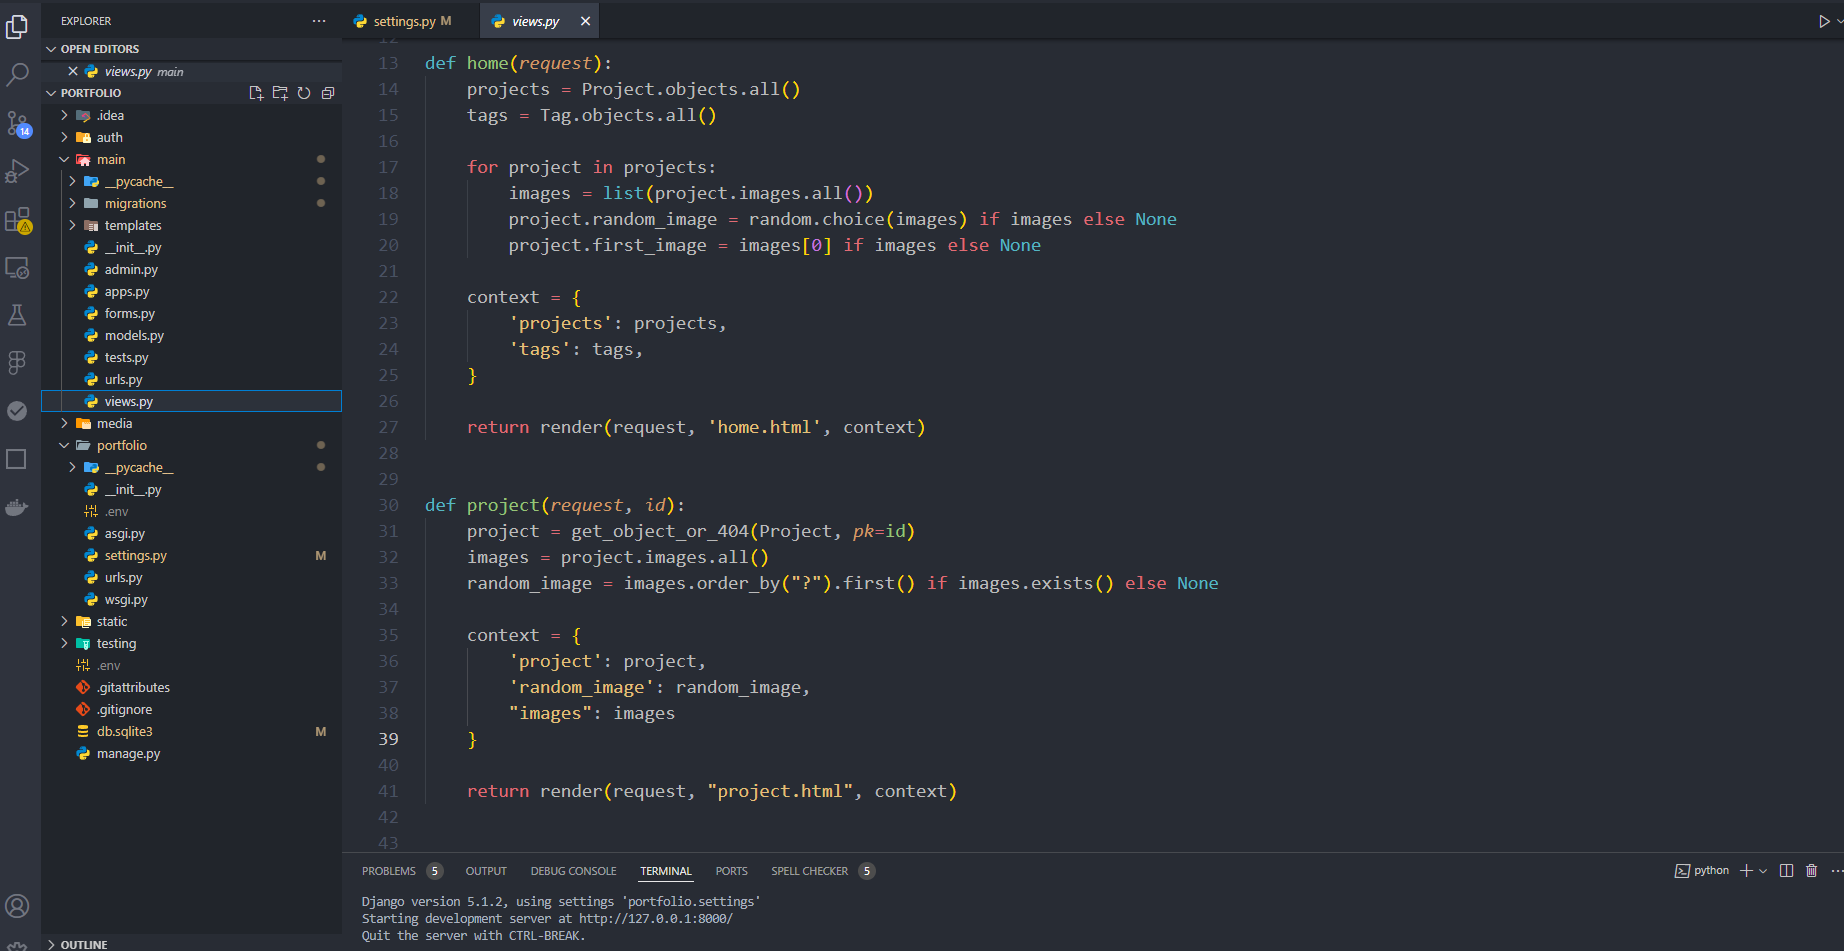 EXPLORER
OPEN EDITORS
views.py main
PORTFOLIO
.idea
auth
main
__pycache__
migrations
templates
__init__.py
admin.py
apps.py
forms.py
models.py
tests.py
urls.py
views.py
media
portfolio
__pycache__
__init__.py
.env
asgi.py
settings.py M
urls.py
wsgi.py
static
testing
.env
.gitattributes
.gitignore
db.sqlite3 M
manage.py
OUTLINE
14
settings.py M
views.py
12
13 def home(request):
14 projects = Project.objects.all()
15 tags = Tag.objects.all()
16
17 for project in projects:
18 images = list(project.images.all())
19 project.random_image = random.choice(images) if images else None
20 project.first_image = images[0] if images else None
21
22 context = {
23 'projects': projects,
24 'tags': tags,
25 }
26
27 return render(request, 'home.html', context)
28
29
30 def project(request, id):
31 project = get_object_or_404(Project, pk=id)
32 images = project.images.all()
33 random_image = images.order_by("?").first() if images.exists() else None
34
35 context = {
36 'project': project,
37 'random_image': random_image,
38 "images": images
39 }
40
41 return render(request, "project.html", context)
42
43
PROBLEMS 5 OUTPUT DEBUG CONSOLE TERMINAL PORTS SPELL CHECKER 5
python
Django version 5.1.2, using settings 'portfolio.settings'
Starting development server at http://127.0.0.1:8000/
Quit the server with CTRL-BREAK.